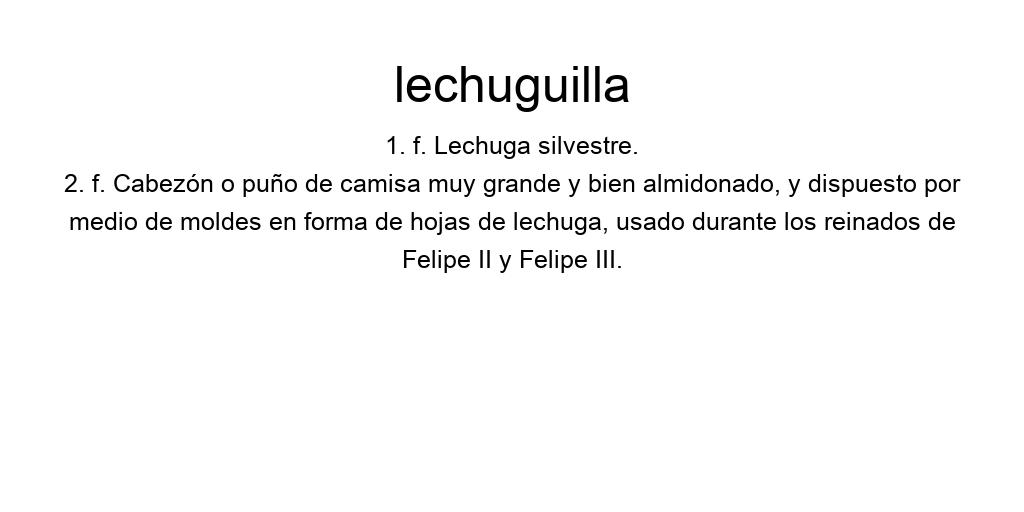 lechuguilla
1. f. Lechuga silvestre.
2. f. Cabezón o puño de camisa muy grande y bien almidonado, y dispuesto por
medio de moldes en forma de hojas de lechuga, usado durante los reinados de
Felipe II y Felipe III.